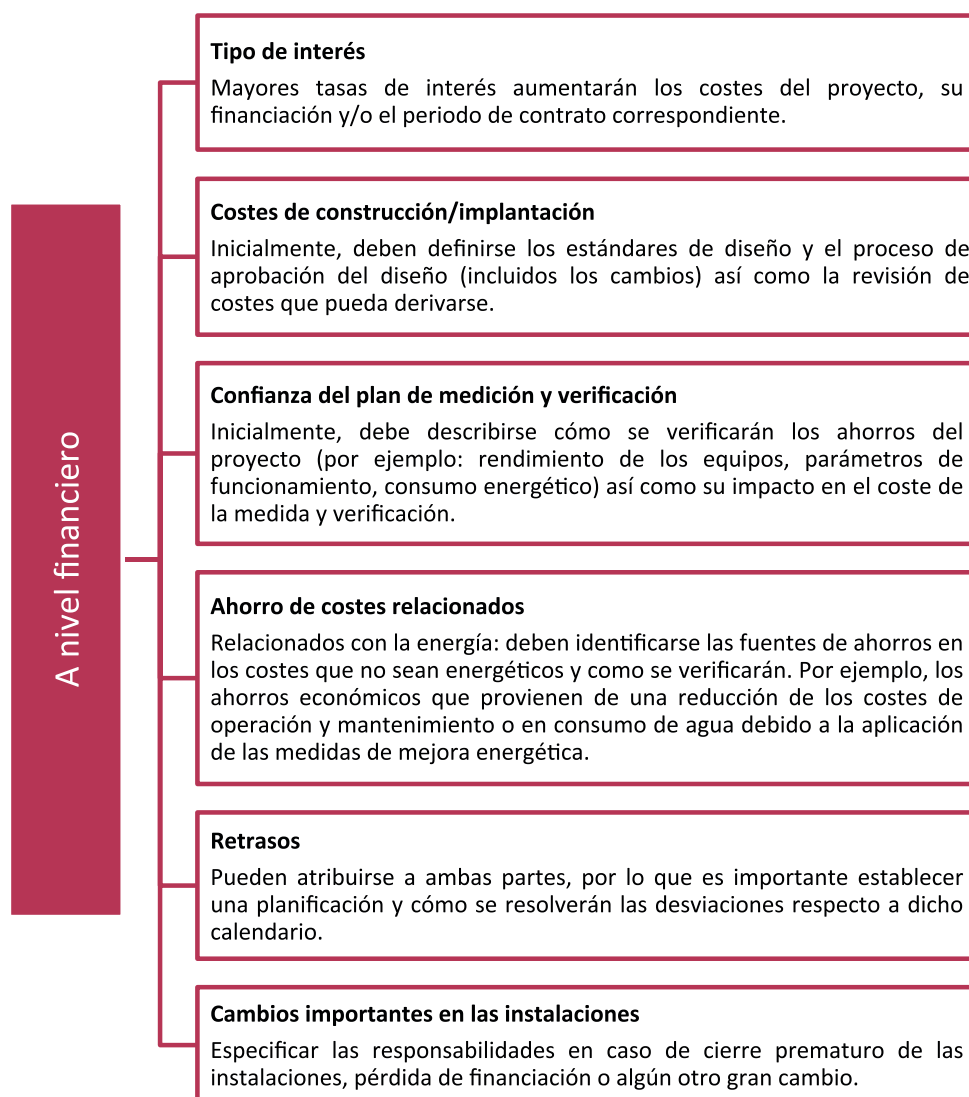 A nivel financiero
Tipo de interés
Mayores tasas de interés aumentarán los costes del proyecto, su
financiación y/o el periodo de contrato correspondiente.
Costes de construcción/implantación
Inicialmente, deben definirse los estándares de diseño y el proceso de
aprobación del diseño (incluidos los cambios) así como la revisión de
costes que pueda derivarse.
Confianza del plan de medición y verificación
Inicialmente, debe describirse cómo se verificarán los ahorros del
proyecto (por ejemplo: rendimiento de los equipos, parámetros de
funcionamiento, consumo energético) así como su impacto en el coste de
la medida y verificación.
Ahorro de costes relacionados
Relacionados con la energía: deben identificarse las fuentes de ahorros en
los costes que no sean energéticos y como se verificarán. Por ejemplo, los
ahorros económicos que provienen de una reducción de los costes de
operación y mantenimiento o en consumo de agua debido a la aplicación
de las medidas de mejora energética.
Retrasos
Pueden atribuirse a ambas partes, por lo que es importante establecer
una planificación y cómo se resolverán las desviaciones respecto a dicho
calendario.
Cambios importantes en las instalaciones
Especificar las responsabilidades en caso de cierre prematuro de las
instalaciones, pérdida de financiación o algún otro gran cambio.